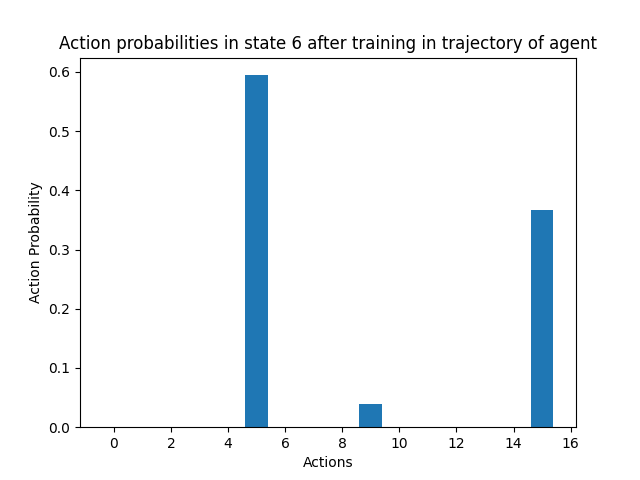 Action probabilities in state 6 after training in trajectory of agent
0.6
0.5
0.4
0.3
0.2
0.1
0.0
Action Probability
0 2 4 6 8 10 12 14 16
Actions